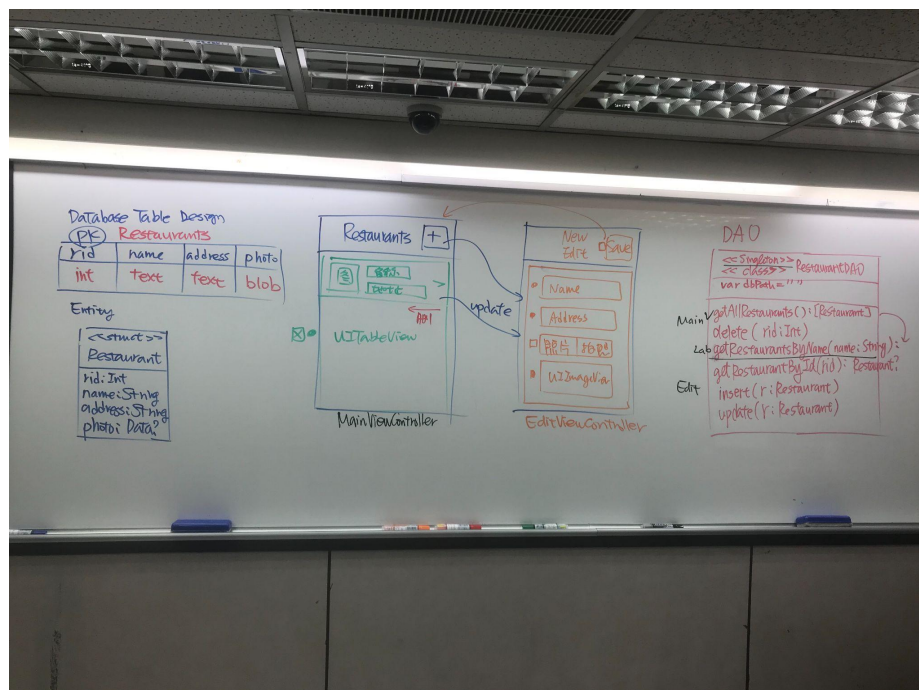 Database Table Design
PK Restaurants
rid name address photo
int text text blob
Entity
<<struct>>
Restaurant
rid: Int
name: String
address: String
photo: Data?
Restaurants +
UITableView
MainViewController
update
New
Edit
Save
Name
Address
照片
UIImageView
EditViewController
DAO
<<Singleton>>
<<class>> RestaurantDAO
var dbPath = ""
Main getAllRestaurants(): [Restaurant]
delete (rid: Int)
Lab getRestaurantsByName(name: String):
getRestaurantById(rid): Restaurant?
Edit insert(r: Restaurant)
update(r: Restaurant)